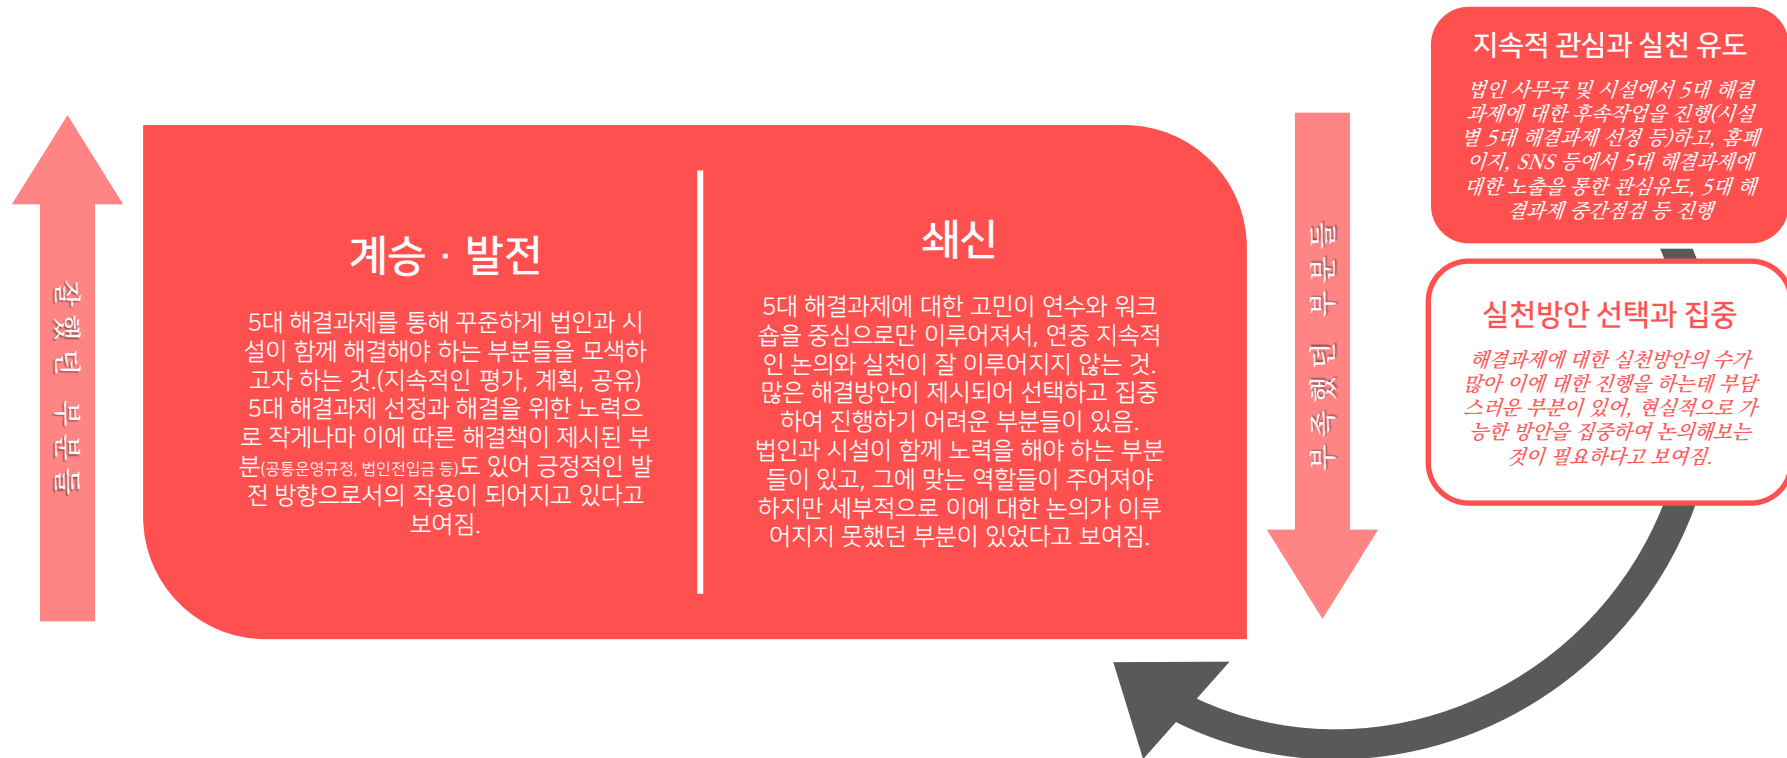 잘했던 부분들
계승 · 발전
5대 해결과제를 통해 꾸준하게 법인과 시
설이 함께 해결해야 하는 부분들을 모색하
고자 하는 것.(지속적인 평가, 계획, 공유)
5대 해결과제 선정과 해결을 위한 노력으
로 작게나마 이에 따른 해결책이 제시된 부
분(공통운영규정, 법인전입금 등)도 있어 긍정적인 발
전 방향으로서의 작용이 되어지고 있다고
보여짐.
쇄신
5대 해결과제에 대한 고민이 연수와 워크
숍을 중심으로만 이루어져서, 연중 지속적
인 논의와 실천이 잘 이루어지지 않는 것.
많은 해결방안이 제시되어 선택하고 집중
하여 진행하기 어려운 부분들이 있음.
법인과 시설이 함께 노력을 해야 하는 부분
들이 있고, 그에 맞는 역할들이 주어져야
하지만 세부적으로 이에 대한 논의가 이루
어지지 못했던 부분이 있었다고 보여짐.
부족했던 부분들
지속적 관심과 실천 유도
법인 사무국 및 시설에서 5대 해결
과제에 대한 후속작업을 진행(시설
별 5대 해결과제 선정 등)하고, 홈페
이지, SNS 등에서 5대 해결과제에
대한 노출을 통한 관심유도, 5대 해
결과제 중간점검 등 진행
실천방안 선택과 집중
해결과제에 대한 실천방안의 수가
많아 이에 대한 진행을 하는데 부담
스러운 부분이 있어, 현실적으로 가
능한 방안을 집중하여 논의해보는
것이 필요하다고 보여짐.